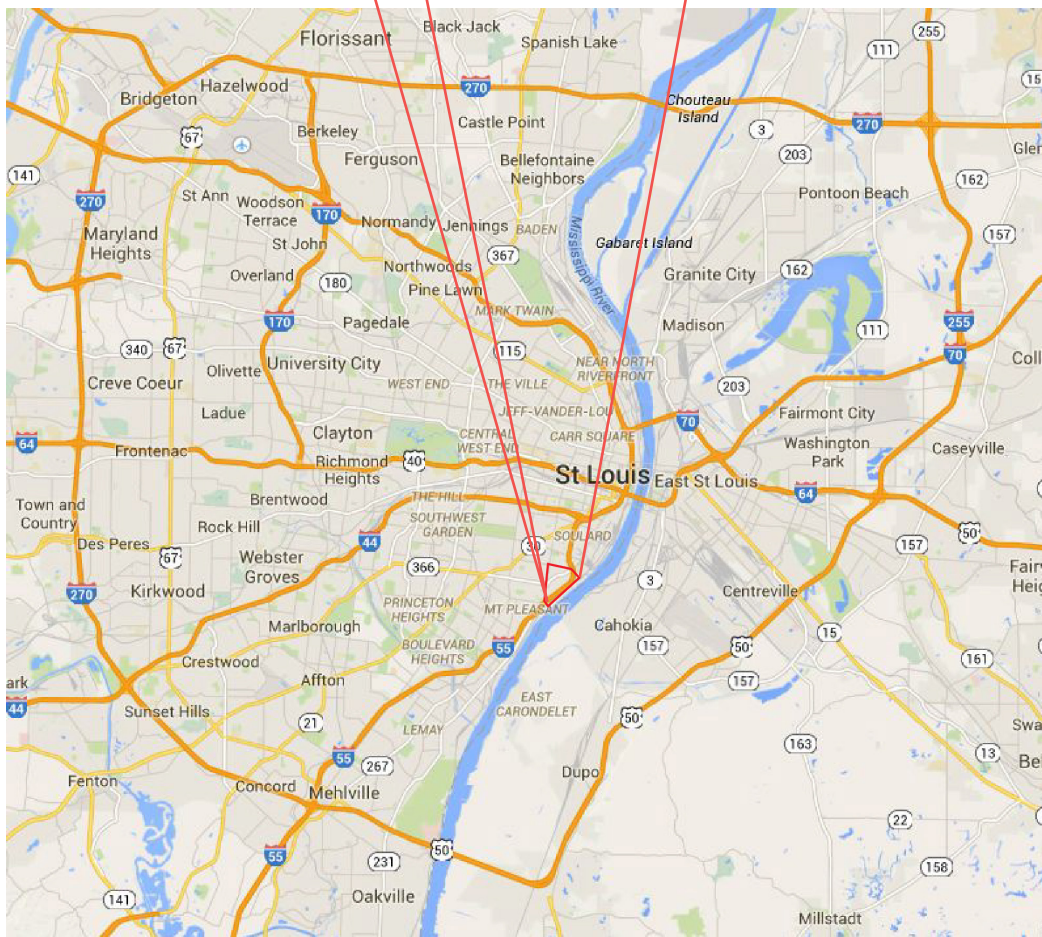 Black Jack
Florissant
Spanish Lake
255
111
Hazelwood
270
15
Bridgeton
Chouteau
Island
Castle Point
3
270
67
Berkeley
Ferguson
Bellefontaine
Neighbors
203
141
St Ann
Woodson
Terrace
162
Pontoon Beach
270
170
Normandy
Jennings
BADEN
Maryland
Heights
St John
Mississippi River
Gabaret Island
157
367
Northwoods
Overland
180
Pine Lawn
Granite City
162
MARK TWAIN
Pagedale
170
Madison
111
255
340
67
115
University City
NEAR NORTH
RIVERFRONT
70
Coll
Creve Coeur
Olivette
WEST END
THE VILLE
203
Ladue
JEFF-VANDER-LOU
Fairmont City
64
Clayton
CENTRAL
WEST END
CARR SQUARE
70
Washington
Park
Caseyville
Frontenac
Richmond
Heights
40
St Louis
East St Louis
64
Brentwood
THE HILL
Town and
Country
Rock Hill
SOUTHWEST
GARDEN
SOULARD
50
Des Peres
67
44
30
157
Webster
Groves
366
3
Fair
Heig
270
Kirkwood
PRINCETON
HEIGHTS
MT PLEASANT
Centreville
Marlborough
Cahokia
15
BOULEVARD
HEIGHTS
55
157
50
161
Crestwood
157
ark
44
Affton
EAST
CARONDELET
Sunset Hills
21
LEMAY
50
Swa
163
13
55
267
Be
Fenton
Concord
Mehlville
Dupo
22
55
50
231
158
141
Oakville
Millstadt